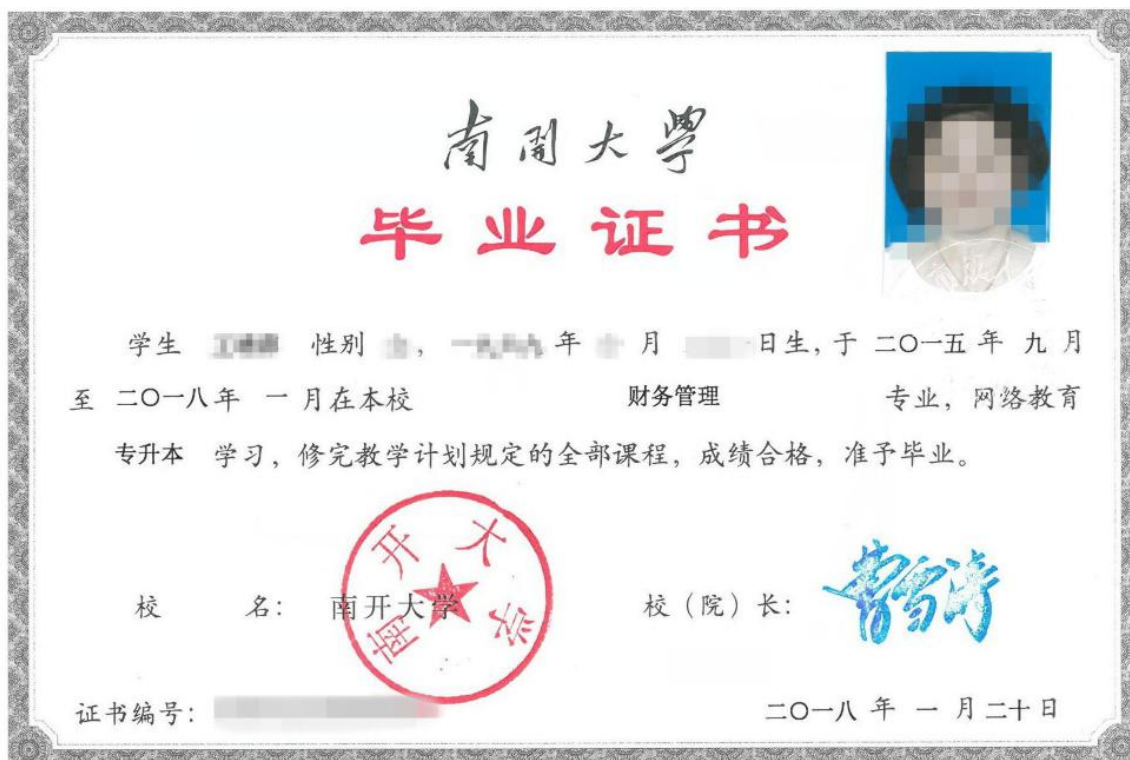 南開大學
毕业证书
学生 性别 ， 年 月 日生，于 二〇一五 年 九 月
至 二〇一八 年 一 月在本校 财务管理 专业，网络教育
专升本 学习，修完教学计划规定的全部课程，成绩合格，准予毕业。
南开大学
校 名： 南开大学 校（院）长： 曹雪涛
证书编号：
二〇一八 年 一 月 二十 日